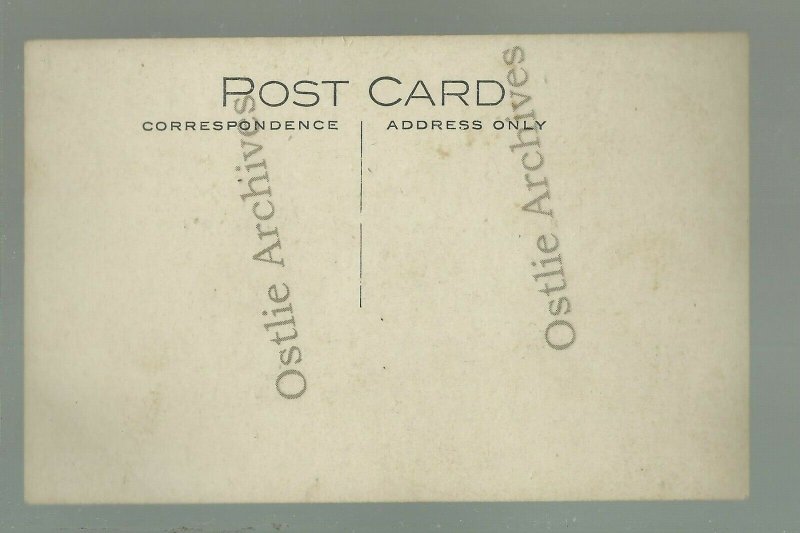 POST CARD
CORRESPONDENCE ADDRESS ONLY
Ostlie Archives
Ostlie Archives